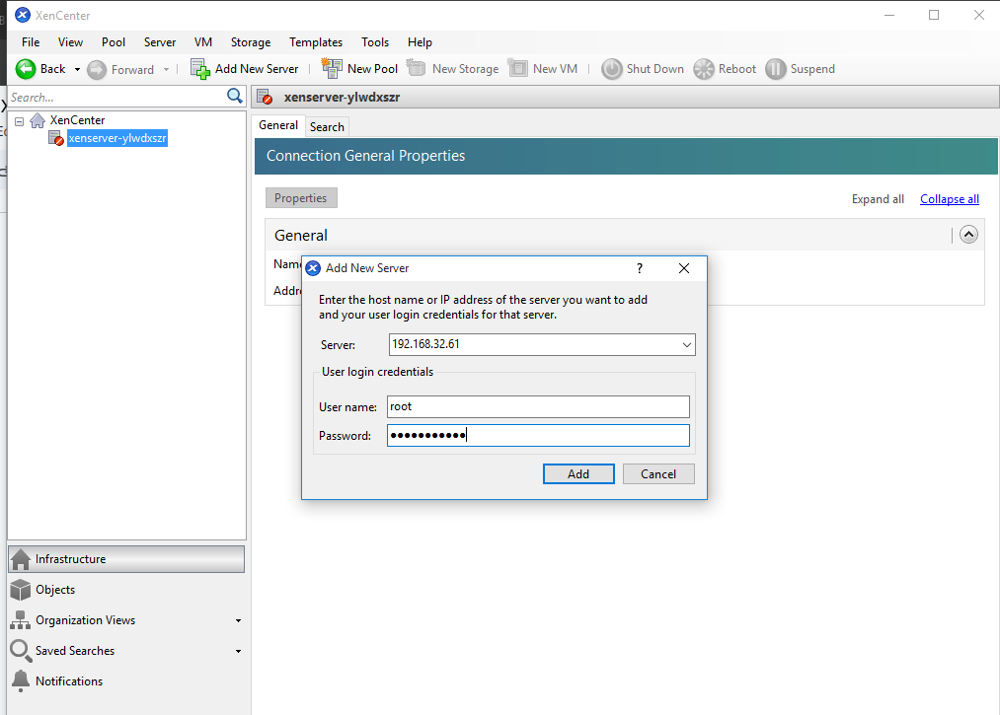 XenCenter
File View Pool Server VM Storage Templates Tools Help
Back Forward Add New Server New Pool New Storage New VM Shut Down Reboot Suspend
Search...
xenserver-ylwdxszr
XenCenter
xenserver-ylwdxszr
General Search
Connection General Properties
Properties
Expand all Collapse all
General
Name
Addre
Add New Server
?
Enter the host name or IP address of the server you want to add
and your user login credentials for that server.
Server: 192.168.32.61
User login credentials
User name: root
Password: ●●●●●●●●●●●
Add Cancel
Infrastructure
Objects
Organization Views
Saved Searches
Notifications